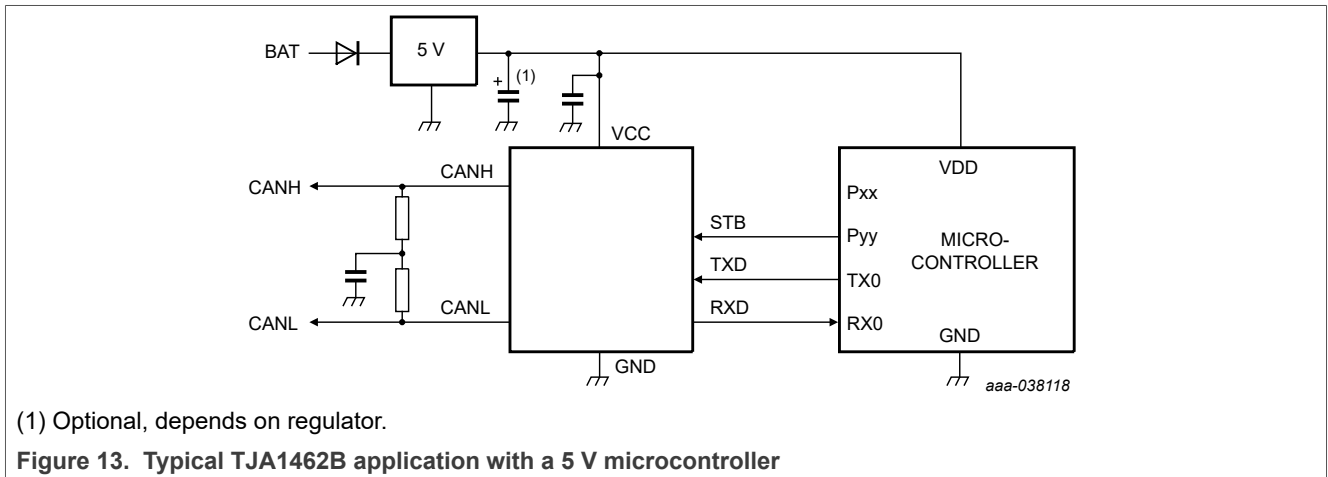 BAT
5 V
+
(1)
VCC
CANH
CANH
CANL
CANL
GND
STB
TXD
RXD
VDD
Pxx
Pyy
TX0
RX0
MICRO-
CONTROLLER
GND
aaa-038118
(1) Optional, depends on regulator.
Figure 13. Typical TJA1462B application with a 5 V microcontroller